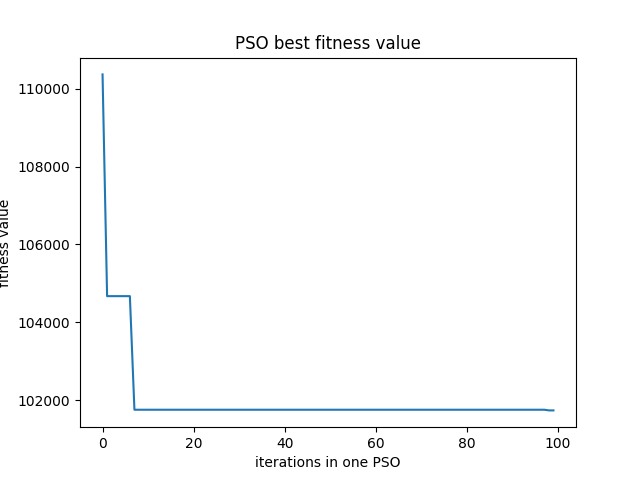 PSO best fitness value
110000
108000
106000
104000
102000
fitness value
0 20 40 60 80 100
iterations in one PSO